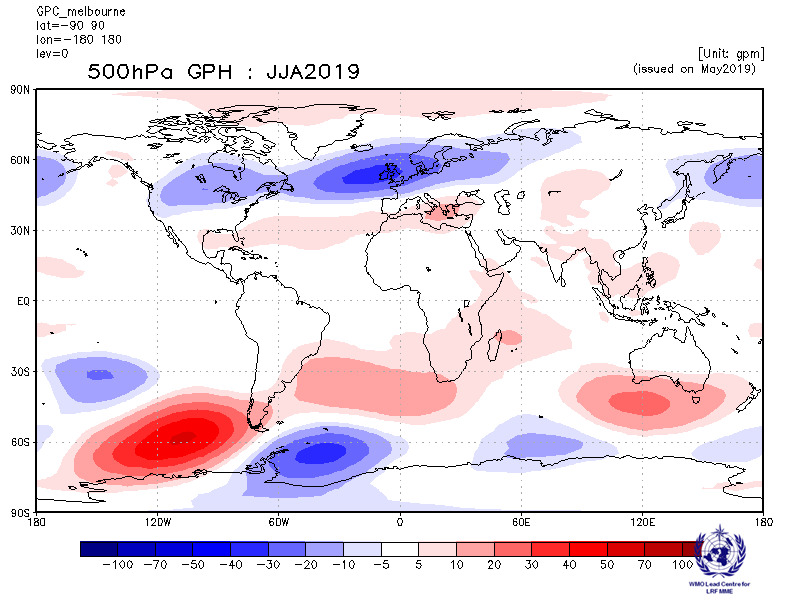 GPC_melbourne
lat=-90 90
lon=-180 180
lev=0
[Unit: gpm]
500hPa GPH : JJA2019
(issued on May2019)
90N
60N
30N
EQ
30S
60S
90S
180 120W 60W 0 60E 120E 180
-100 -70 -50 -40 -30 -20 -10 -5 5 10 20 30 40 50 70 100
WMO Lead Centre for
LRF MME